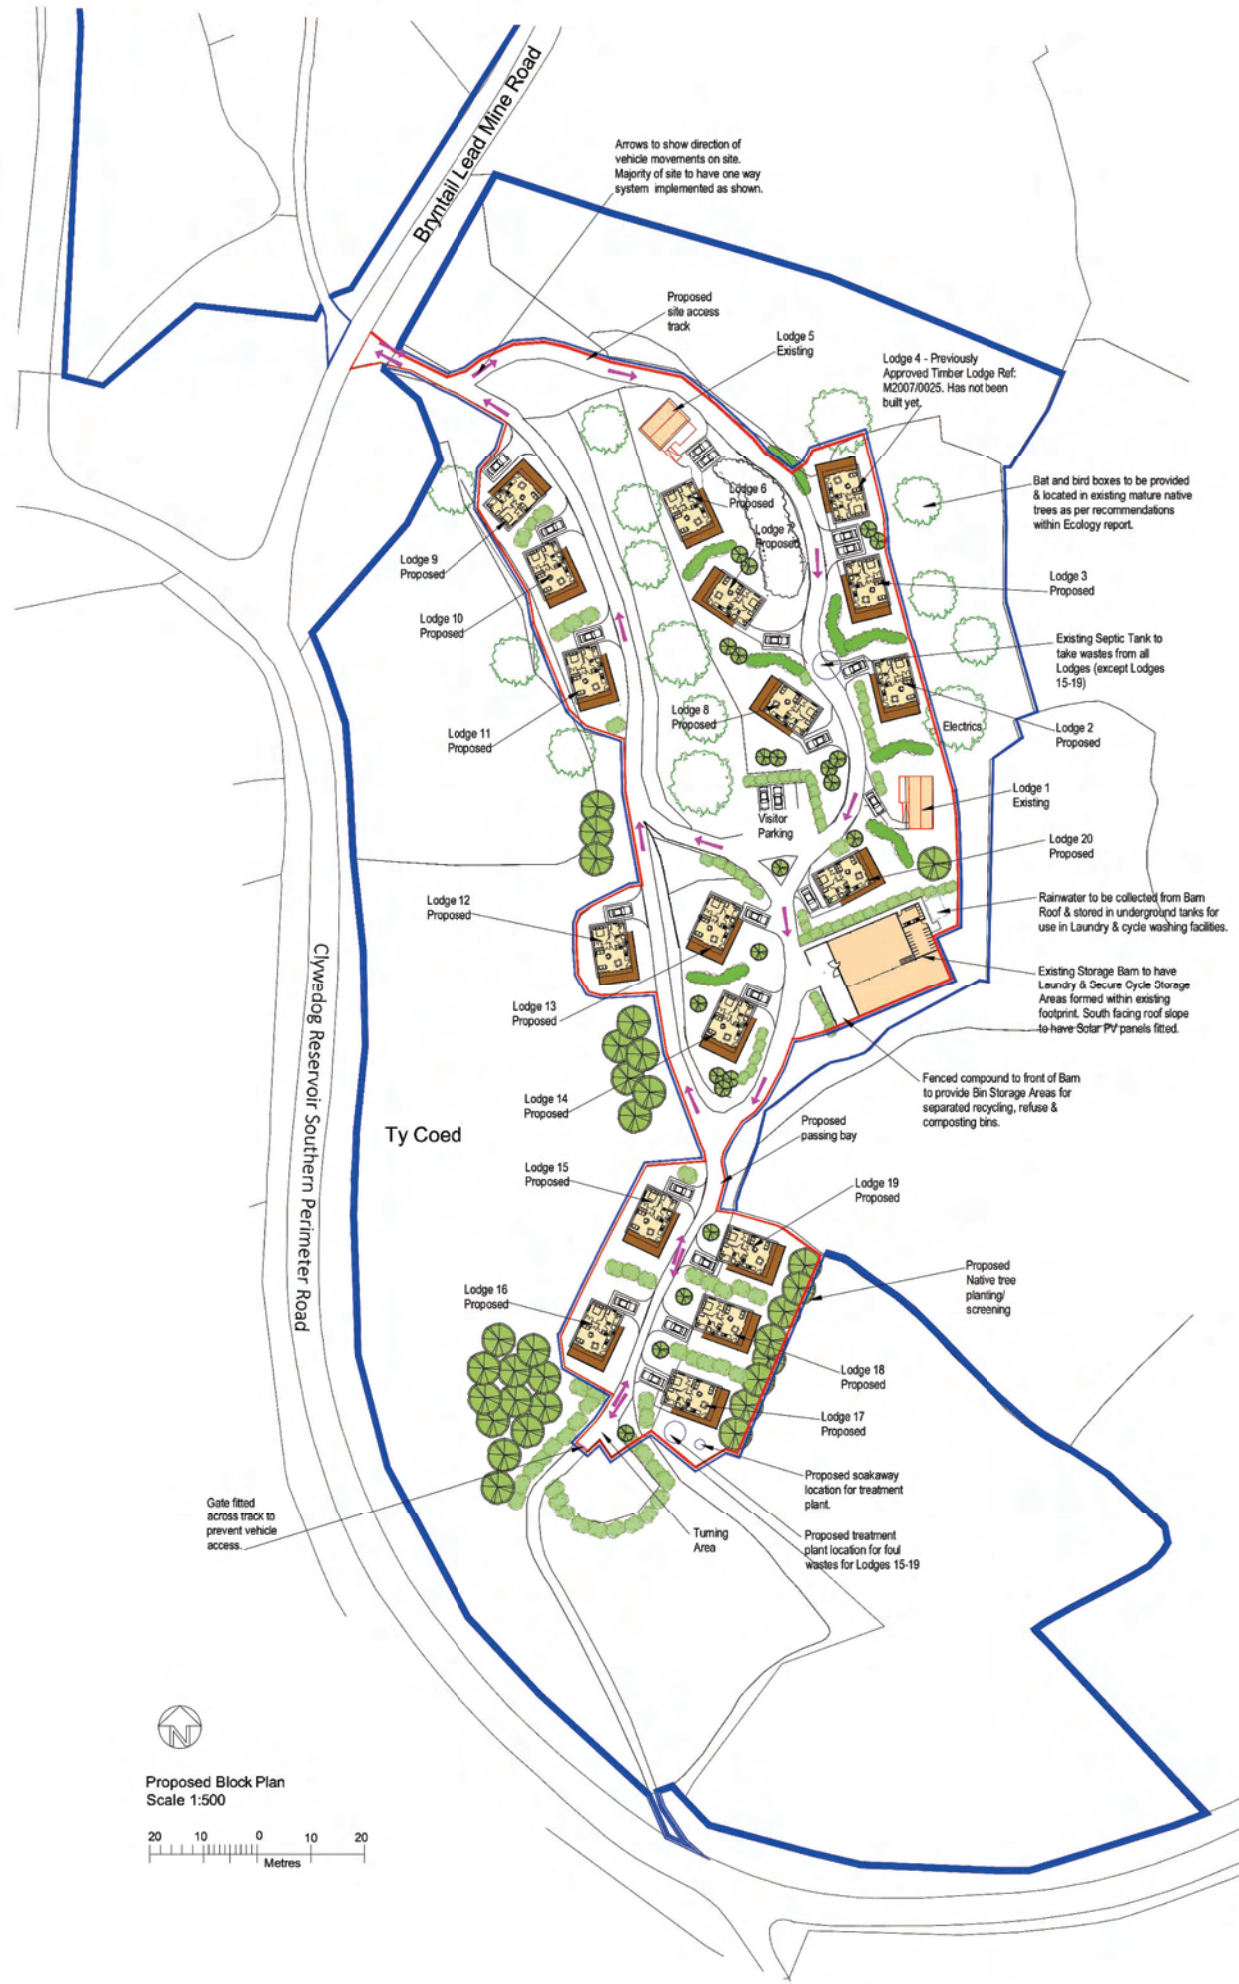 Bryntail Lead Mine Road
Arrows to show direction of
vehicle movements on site.
Majority of site to have one way
system implemented as shown.
Proposed
site access
track
Lodge 5
Existing
Lodge 4 - Previously
Approved Timber Lodge Ref:
M2007/0025. Has not been
built yet.
Bat and bird boxes to be provided
& located in existing mature native
trees as per recommendations
within Ecology report.
Lodge 6
Proposed
Lodge 7
Proposed
Lodge 9
Proposed
Lodge 3
Proposed
Lodge 10
Proposed
Existing Septic Tank to
take wastes from all
Lodges (except Lodges
15-19)
Lodge 8
Proposed
Electrics
Lodge 2
Proposed
Lodge 11
Proposed
Lodge 1
Existing
Visitor
Parking
Lodge 20
Proposed
Lodge 12
Proposed
Rainwater to be collected from Barn
Roof & stored in underground tanks for
use in Laundry & cycle washing facilities.
Existing Storage Barn to have
Laundry & Secure Cycle Storage
Areas formed within existing
footprint. South facing roof slope
to have Solar PV panels fitted.
Lodge 13
Proposed
Fenced compound to front of Barn
to provide Bin Storage Areas for
separated recycling, refuse &
composting bins.
Lodge 14
Proposed
Proposed
passing bay
Ty Coed
Clywedog Reservoir Southern Perimeter Road
Lodge 15
Proposed
Lodge 19
Proposed
Proposed
Native tree
planting/
screening
Lodge 16
Proposed
Lodge 18
Proposed
Lodge 17
Proposed
Proposed soakaway
location for treatment
plant.
Gate fitted
across track to
prevent vehicle
access.
Turning
Area
Proposed treatment
plant location for foul
wastes for Lodges 15-19
N
Proposed Block Plan
Scale 1:500
20 10 0 10 20
Metres